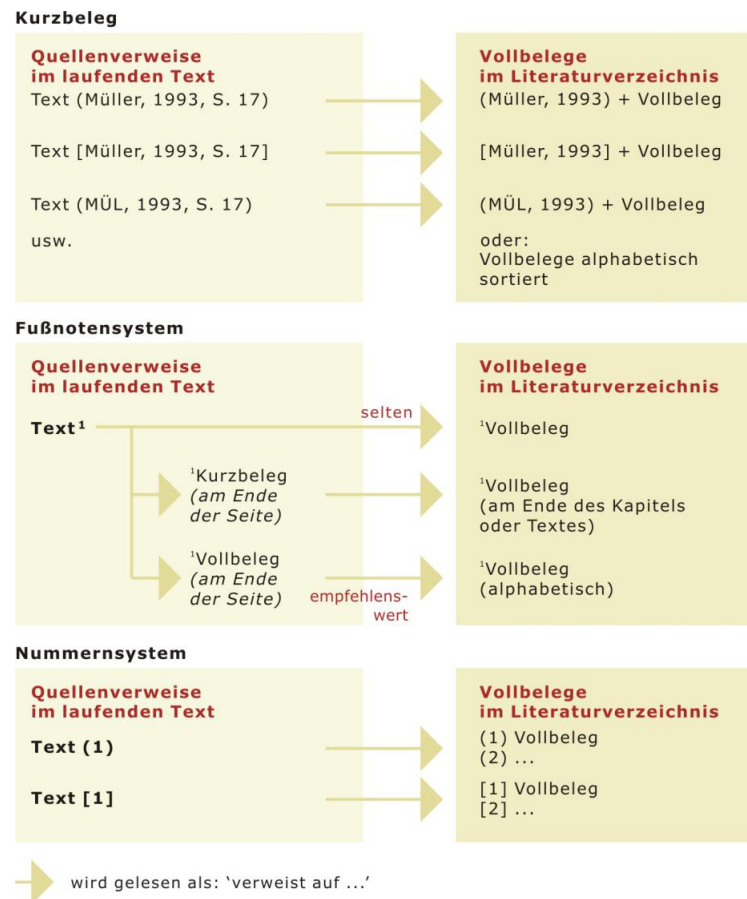 Kurzbeleg
Quellenverweise
im laufenden Text
Text (Müller, 1993, S. 17)
Text [Müller, 1993, S. 17]
Text (MÜL, 1993, S. 17)
usw.
Vollbelege
im Literaturverzeichnis
(Müller, 1993) + Vollbeleg
[Müller, 1993] + Vollbeleg
(MÜL, 1993) + Vollbeleg
oder:
Vollbelege alphabetisch
sortiert
Fußnotensystem
Quellenverweise
im laufenden Text
Text¹
selten
¹Kurzbeleg
(am Ende
der Seite)
¹Vollbeleg
(am Ende
der Seite)
empfehlens-
wert
Vollbelege
im Literaturverzeichnis
¹Vollbeleg
¹Vollbeleg
(am Ende des Kapitels
oder Textes)
¹Vollbeleg
(alphabetisch)
Nummernsystem
Quellenverweise
im laufenden Text
Text (1)
Text [1]
Vollbelege
im Literaturverzeichnis
(1) Vollbeleg
(2) ...
[1] Vollbeleg
[2] ...
wird gelesen als: ‘verweist auf ...’